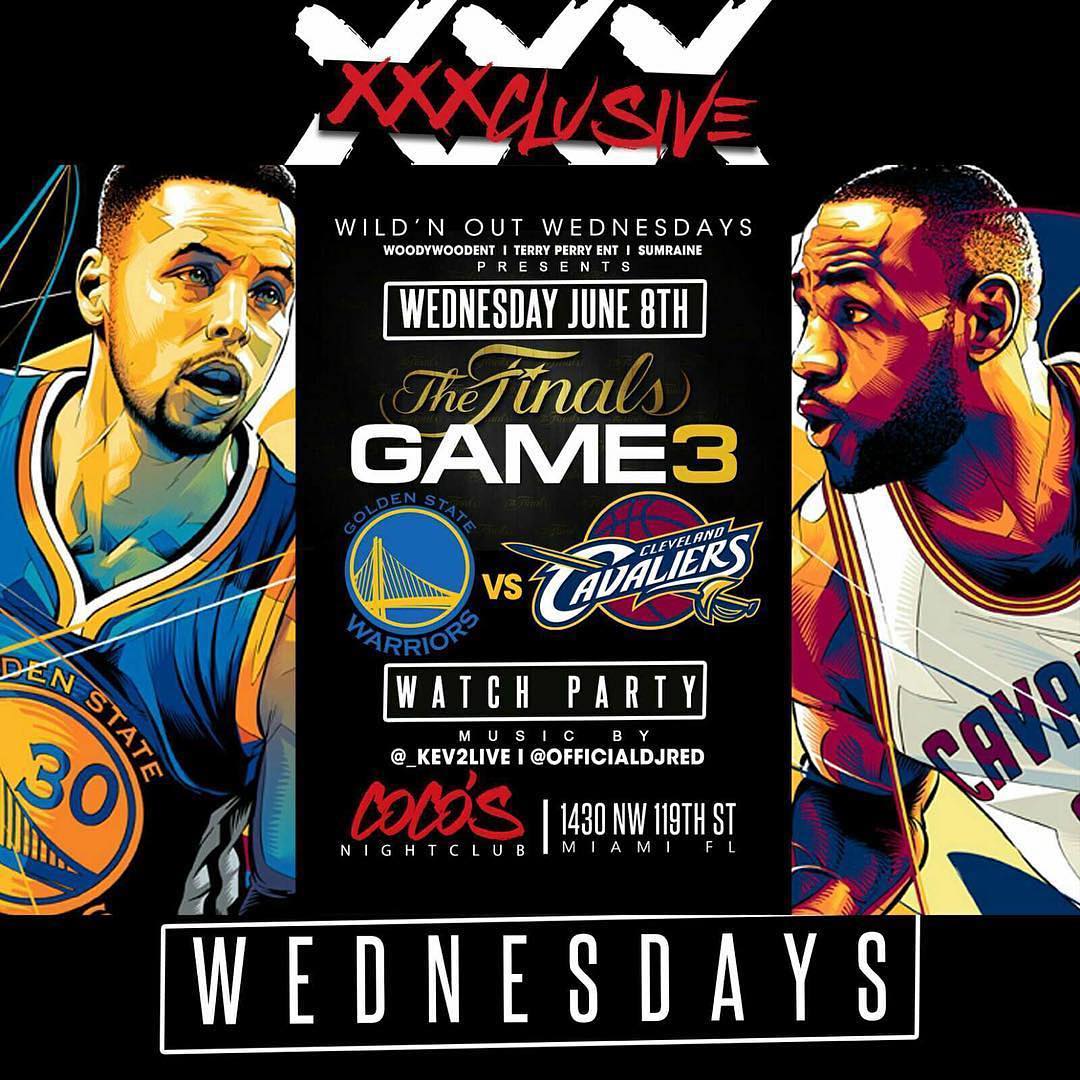 XXX
XXXCLUSIVE
WILD'N OUT WEDNESDAYS
WOODYWOODENT | TERRY PERRY ENT | SUMRAINE
PRESENTS
WEDNESDAY JUNE 8TH
The Finals
GAME3
GOLDEN STATE
WARRIORS
VS
CLEVELAND
CAVALIERS
WATCH PARTY
MUSIC BY
@_KEV2LIVE | @OFFICIALDJRED
COCO'S
NIGHTCLUB
1430 NW 119TH ST
MIAMI FL
DEN STATE
30
CAVA
WEDNESDAYS